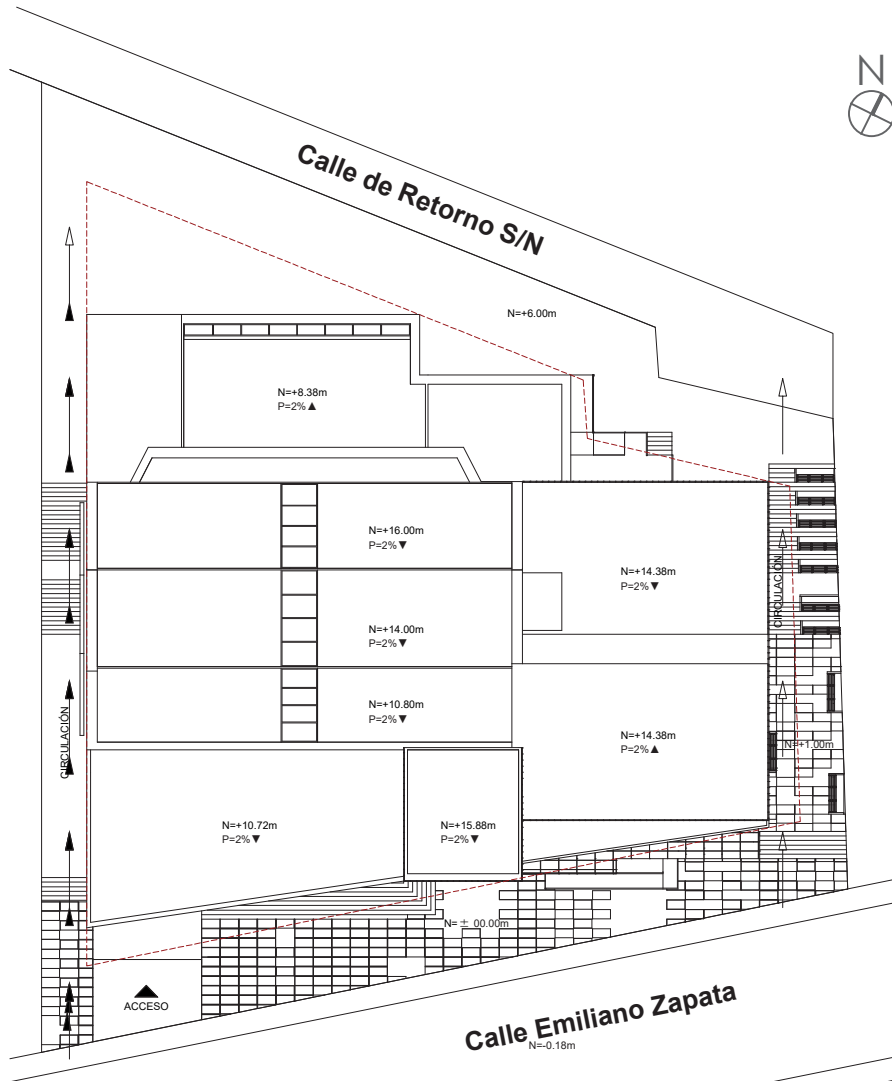 N
Calle de Retorno S/N
N=+6.00m
N=+8.38m
P=2%▲
N=+16.00m
P=2%▼
N=+14.38m
P=2%▼
CIRCULACIÓN
N=+14.00m
P=2%▼
N=+10.80m
P=2%▼
CIRCULACIÓN
N=+14.38m
P=2%▲
N=+1.00m
N=+10.72m
P=2%▼
N=+15.88m
P=2%▼
N=± 00.00m
ACCESO
Calle Emiliano Zapata
N=-0.18m